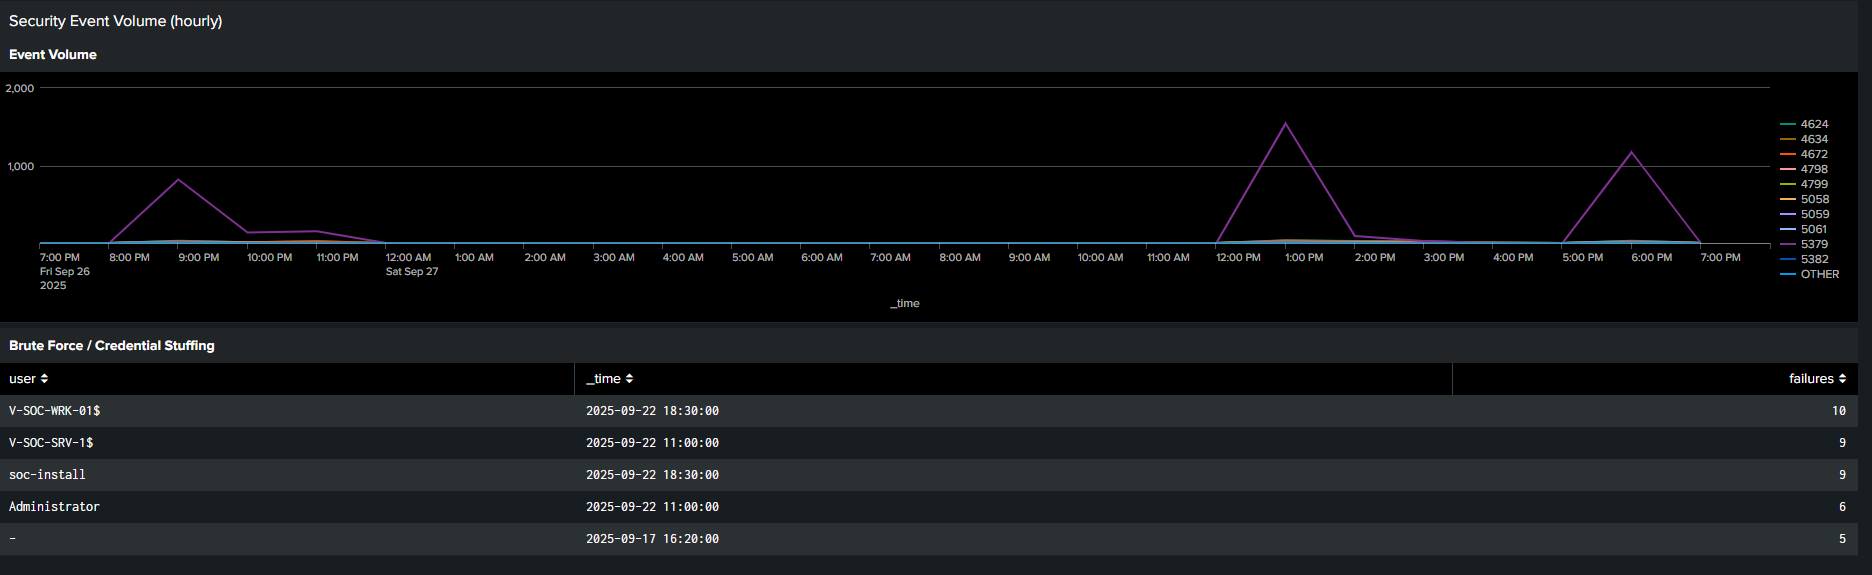 Security Event Volume (hourly)
Event Volume
2,000
1,000
4624
4634
4672
4798
4799
5058
5059
5061
5379
5382
OTHER
7:00 PM 8:00 PM 9:00 PM 10:00 PM 11:00 PM 12:00 AM 1:00 AM 2:00 AM 3:00 AM 4:00 AM 5:00 AM 6:00 AM 7:00 AM 8:00 AM 9:00 AM 10:00 AM 11:00 AM 12:00 PM 1:00 PM 2:00 PM 3:00 PM 4:00 PM 5:00 PM 6:00 PM 7:00 PM
Fri Sep 26 Sat Sep 27
2025
_time
Brute Force / Credential Stuffing
user _time failures
V-SOC-WRK-01$ 2025-09-22 18:30:00 10
V-SOC-SRV-1$ 2025-09-22 11:00:00 9
soc-install 2025-09-22 18:30:00 9
Administrator 2025-09-22 11:00:00 6
- 2025-09-17 16:20:00 5